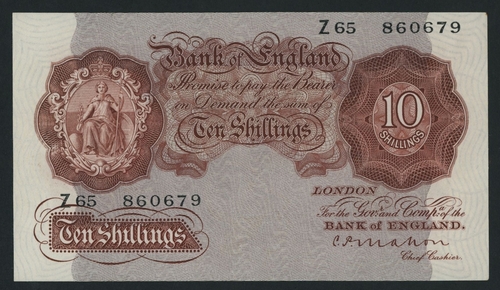 Z65 860679
Bank of England
Promise to pay the Bearer
on Demand the sum of
Ten Shillings
10
SHILLINGS
Z65 860679
LONDON
For the Govr. and Compa. of the
BANK OF ENGLAND.
C.P. Mahon
Chief Cashier.
Ten Shillings